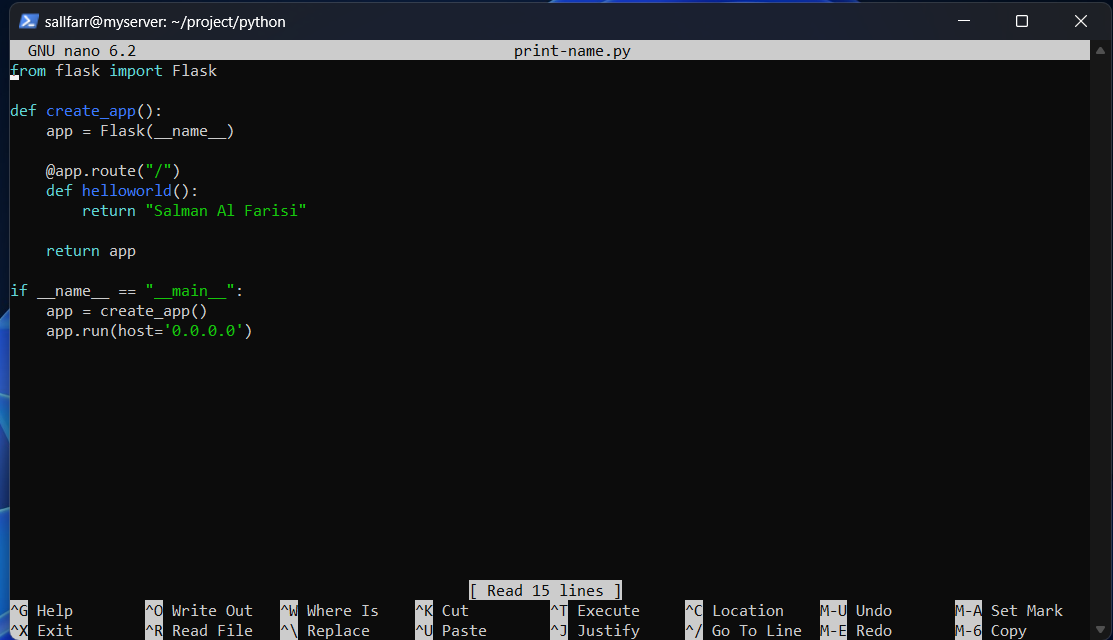 sallfarr@myserver: ~/project/python
GNU nano 6.2 print-name.py
from flask import Flask

def create_app():
    app = Flask(__name__)

    @app.route("/")
    def helloworld():
        return "Salman Al Farisi"

    return app

if __name__ == "__main__":
    app = create_app()
    app.run(host='0.0.0.0')
[ Read 15 lines ]
^G Help ^O Write Out ^W Where Is ^K Cut ^T Execute ^C Location M-U Undo M-A Set Mark
^X Exit ^R Read File ^\ Replace ^U Paste ^J Justify ^/ Go To Line M-E Redo M-6 Copy